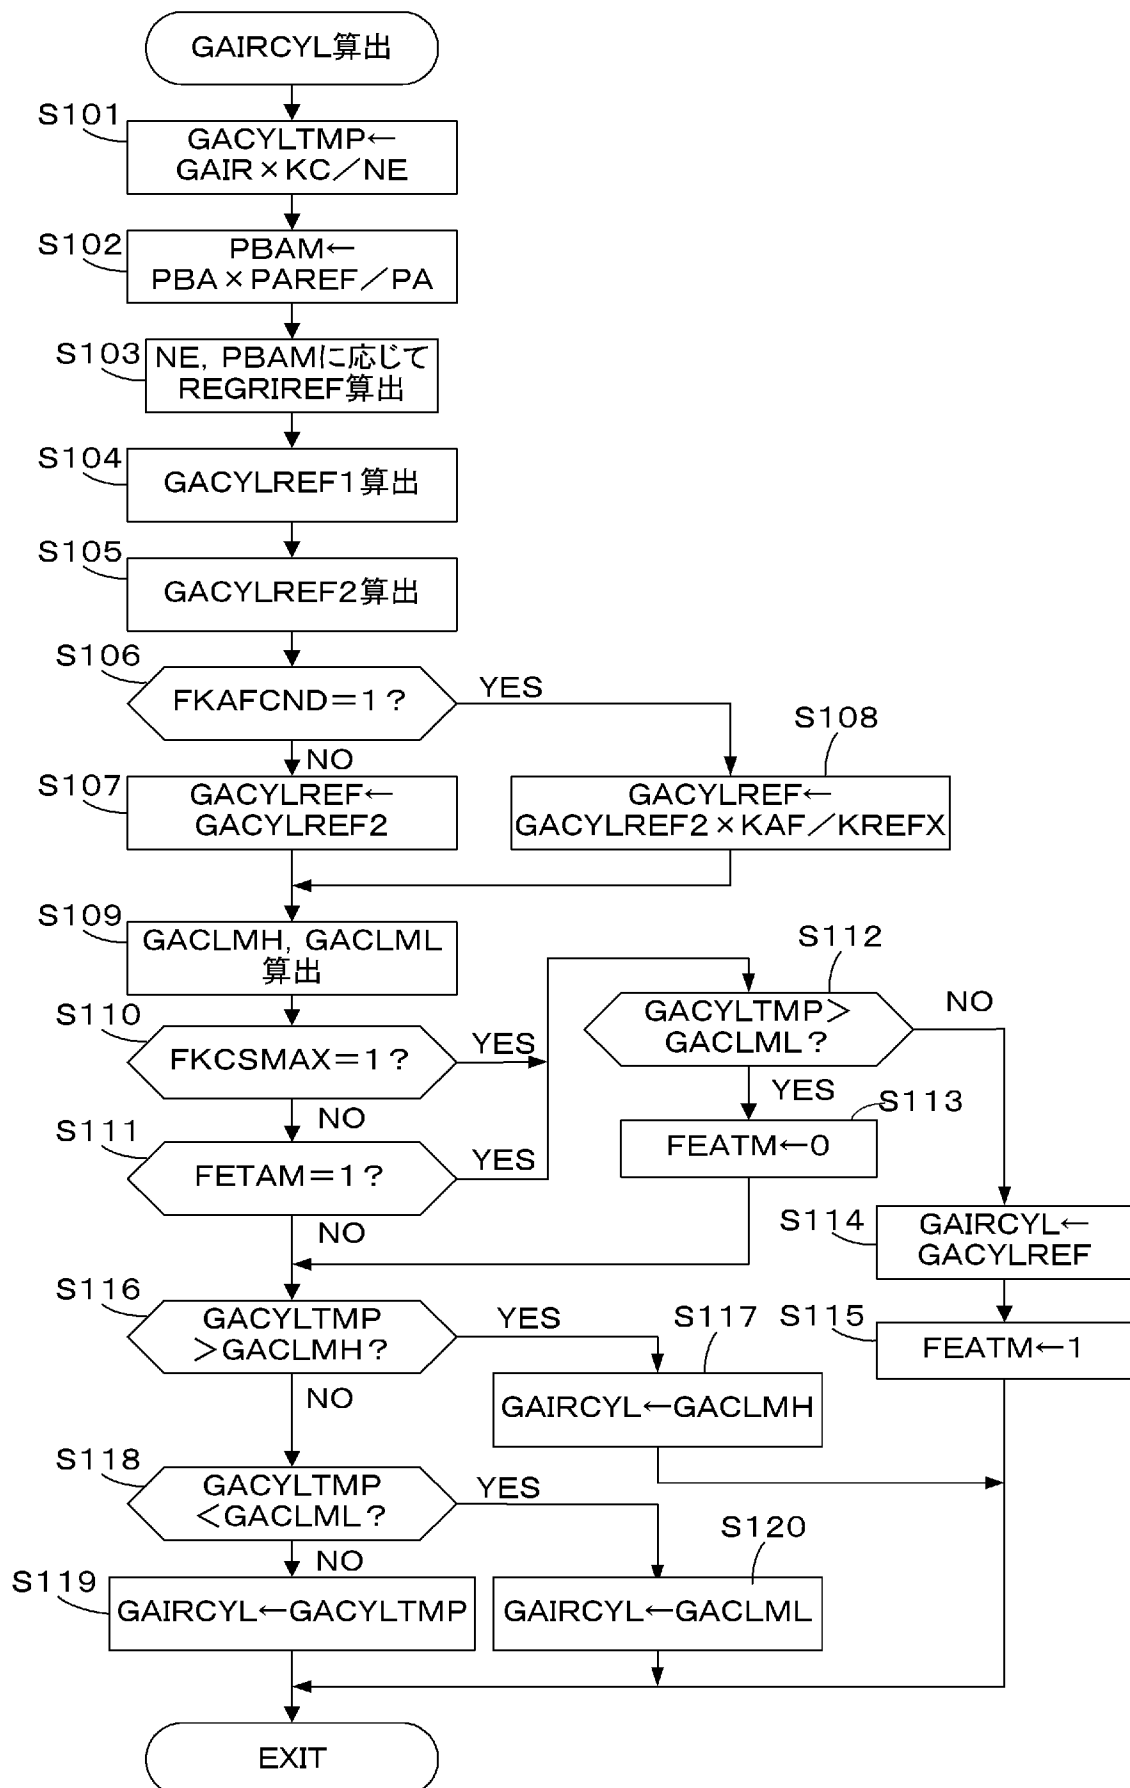 GAIRCYL算出
S101
GACYLTMP←
GAIR×KC／NE
S102
PBAM←
PBA×PAREF／PA
S103
NE，PBAMに応じて
REGRIREF算出
S104
GACYLREF1算出
S105
GACYLREF2算出
S106
FKAFCND＝1？
YES
NO
S107
GACYLREF←
GACYLREF2
S108
GACYLREF←
GACYLREF2×KAF／KREFX
S109
GACLMH，GACLML
算出
S110
FKCSMAX＝1？
YES
NO
S111
FETAM＝1？
YES
NO
S112
GACYLTMP＞
GACLML？
NO
YES
S113
FEATM←0
S114
GAIRCYL←
GACYLREF
S115
FEATM←1
S116
GACYLTMP
＞GACLMH？
YES
NO
S117
GAIRCYL←GACLMH
S118
GACYLTMP
＜GACLML？
YES
NO
S119
GAIRCYL←GACYLTMP
S120
GAIRCYL←GACLML
EXIT